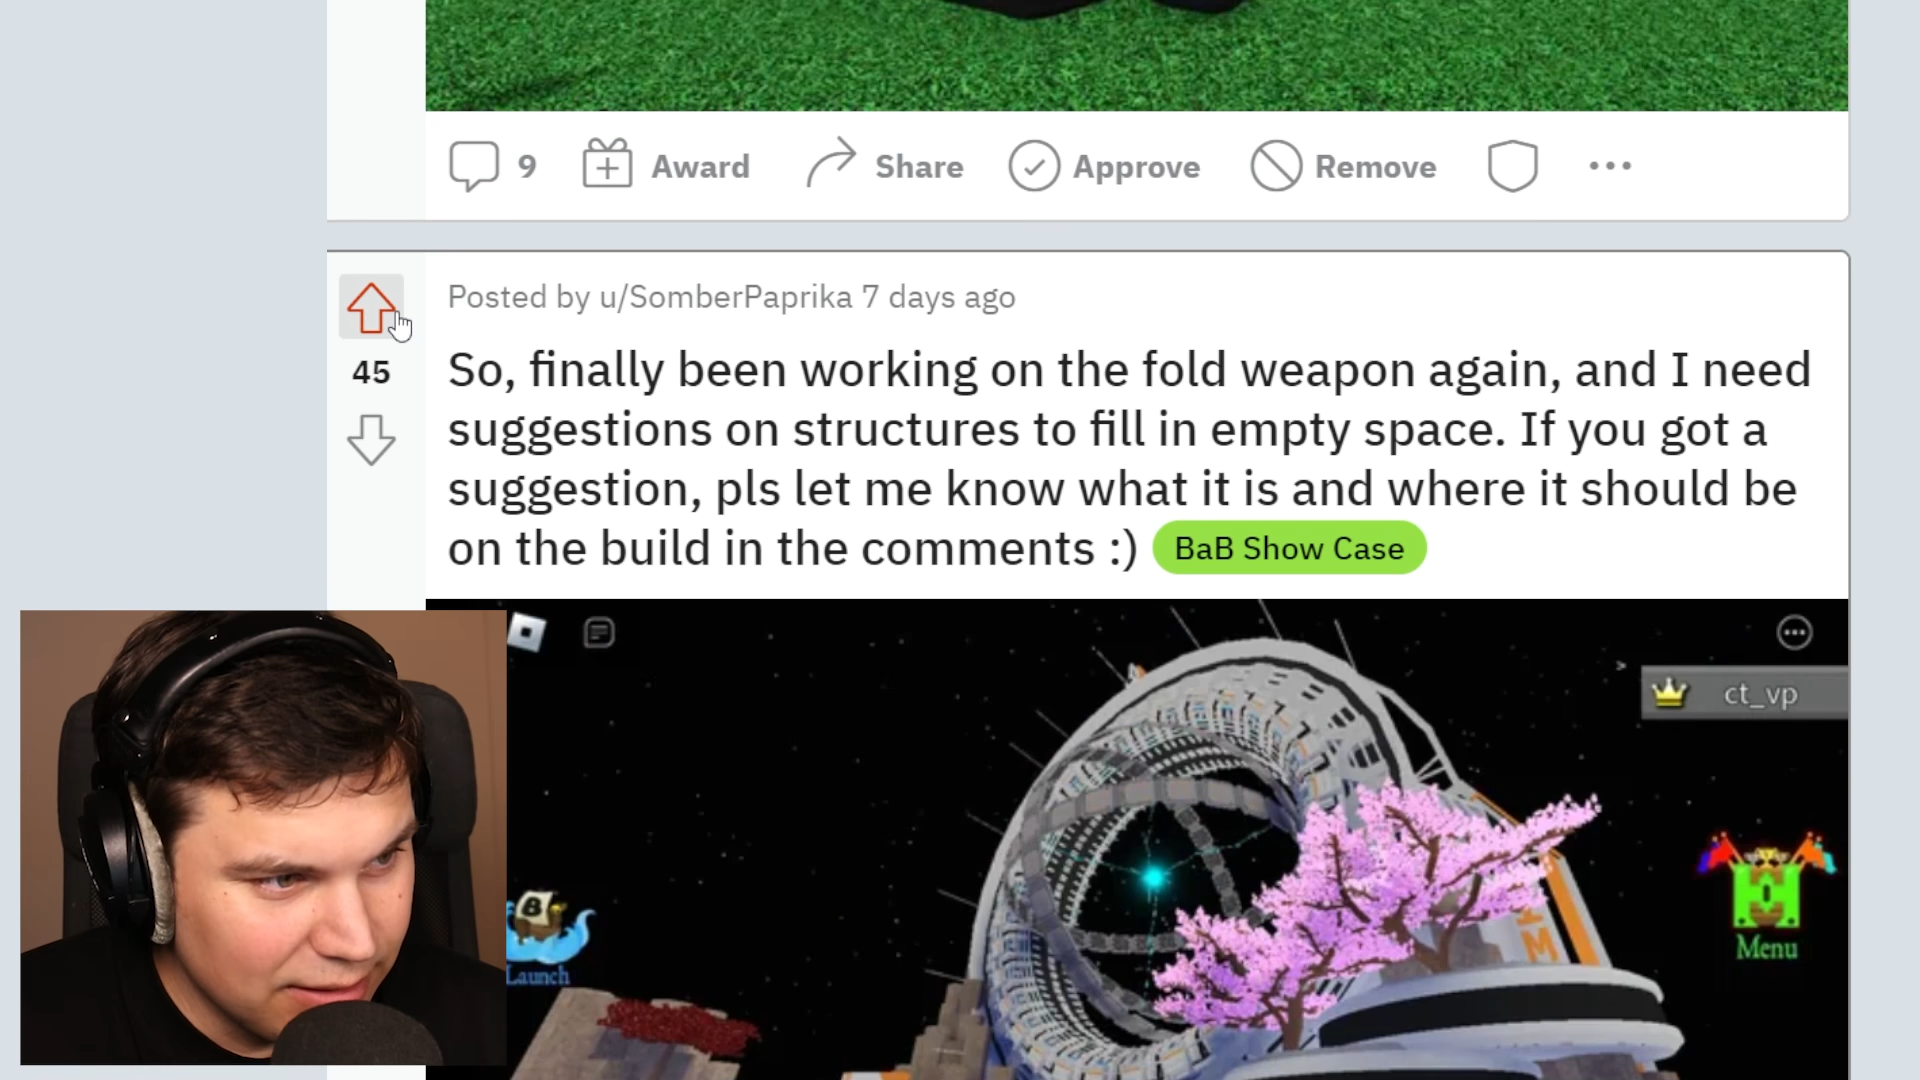 9 Award Share Approve Remove
Posted by u/SomberPaprika 7 days ago
45
So, finally been working on the fold weapon again, and I need
suggestions on structures to fill in empty space. If you got a
suggestion, pls let me know what it is and where it should be
on the build in the comments :) BaB Show Case
>
ct_vp
B
Launch
Menu
M